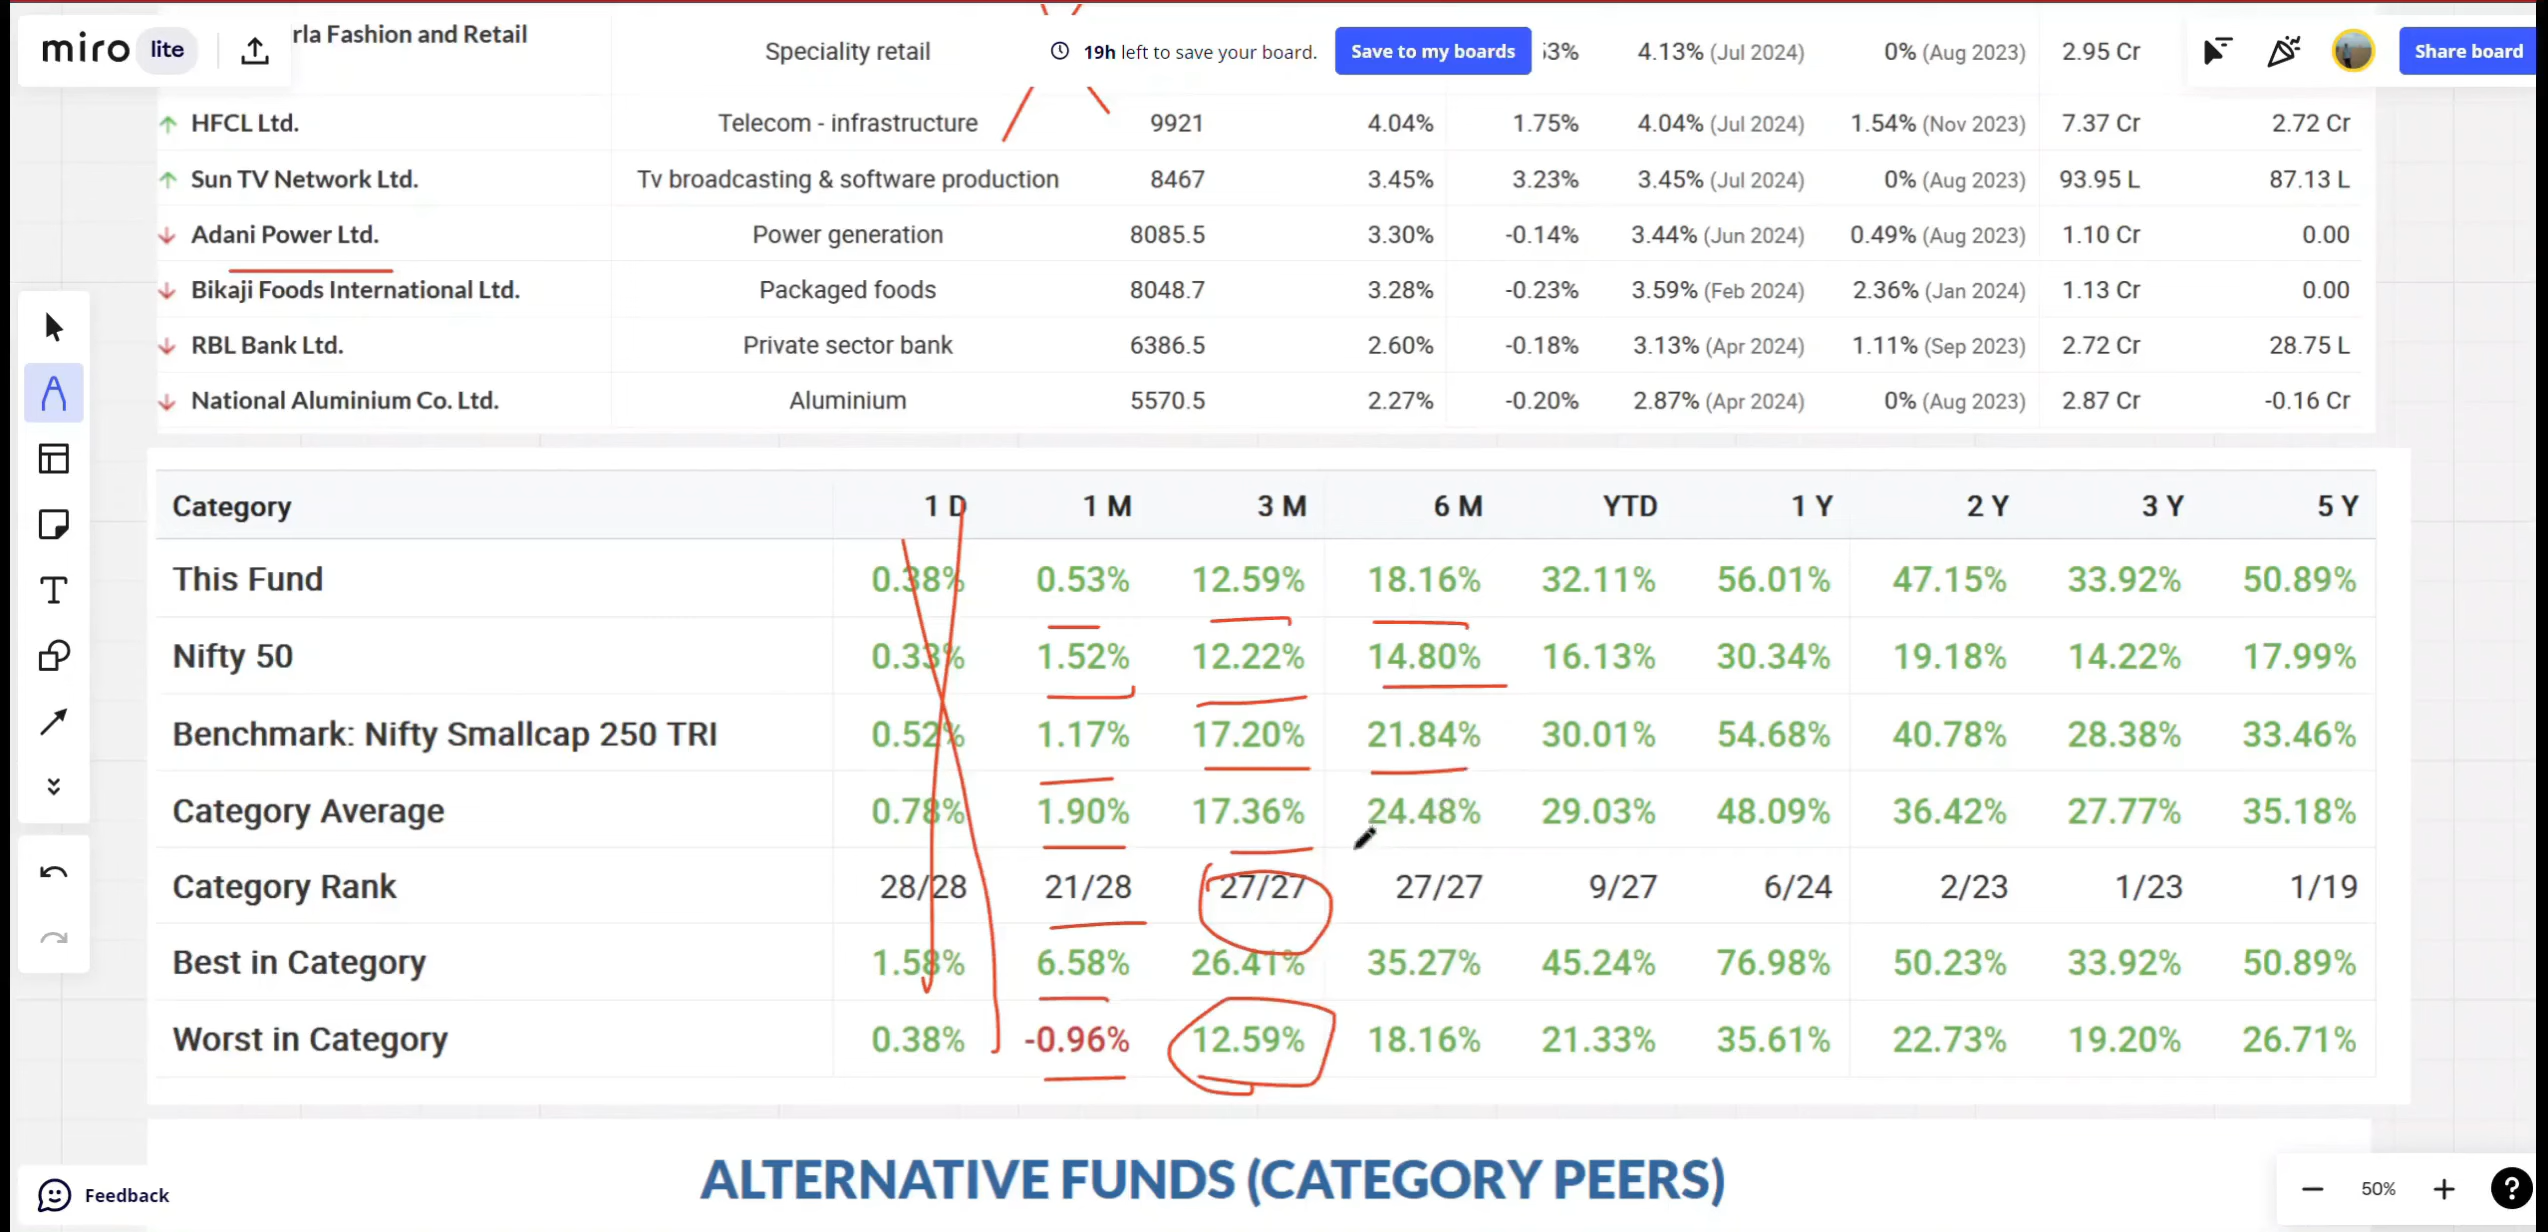 miro lite
19h left to save your board. Save to my boards
Share board
rla Fashion and Retail Speciality retail 53% 4.13% (Jul 2024) 0% (Aug 2023) 2.95 Cr
HFCL Ltd. Telecom - infrastructure 9921 4.04% 1.75% 4.04% (Jul 2024) 1.54% (Nov 2023) 7.37 Cr 2.72 Cr
Sun TV Network Ltd. Tv broadcasting & software production 8467 3.45% 3.23% 3.45% (Jul 2024) 0% (Aug 2023) 93.95 L 87.13 L
Adani Power Ltd. Power generation 8085.5 3.30% -0.14% 3.44% (Jun 2024) 0.49% (Aug 2023) 1.10 Cr 0.00
Bikaji Foods International Ltd. Packaged foods 8048.7 3.28% -0.23% 3.59% (Feb 2024) 2.36% (Jan 2024) 1.13 Cr 0.00
RBL Bank Ltd. Private sector bank 6386.5 2.60% -0.18% 3.13% (Apr 2024) 1.11% (Sep 2023) 2.72 Cr 28.75 L
National Aluminium Co. Ltd. Aluminium 5570.5 2.27% -0.20% 2.87% (Apr 2024) 0% (Aug 2023) 2.87 Cr -0.16 Cr
Category 1 D 1 M 3 M 6 M YTD 1 Y 2 Y 3 Y 5 Y
This Fund 0.38% 0.53% 12.59% 18.16% 32.11% 56.01% 47.15% 33.92% 50.89%
Nifty 50 0.33% 1.52% 12.22% 14.80% 16.13% 30.34% 19.18% 14.22% 17.99%
Benchmark: Nifty Smallcap 250 TRI 0.52% 1.17% 17.20% 21.84% 30.01% 54.68% 40.78% 28.38% 33.46%
Category Average 0.78% 1.90% 17.36% 24.48% 29.03% 48.09% 36.42% 27.77% 35.18%
Category Rank 28/28 21/28 27/27 27/27 9/27 6/24 2/23 1/23 1/19
Best in Category 1.58% 6.58% 26.41% 35.27% 45.24% 76.98% 50.23% 33.92% 50.89%
Worst in Category 0.38% -0.96% 12.59% 18.16% 21.33% 35.61% 22.73% 19.20% 26.71%
ALTERNATIVE FUNDS (CATEGORY PEERS)
Feedback
50%